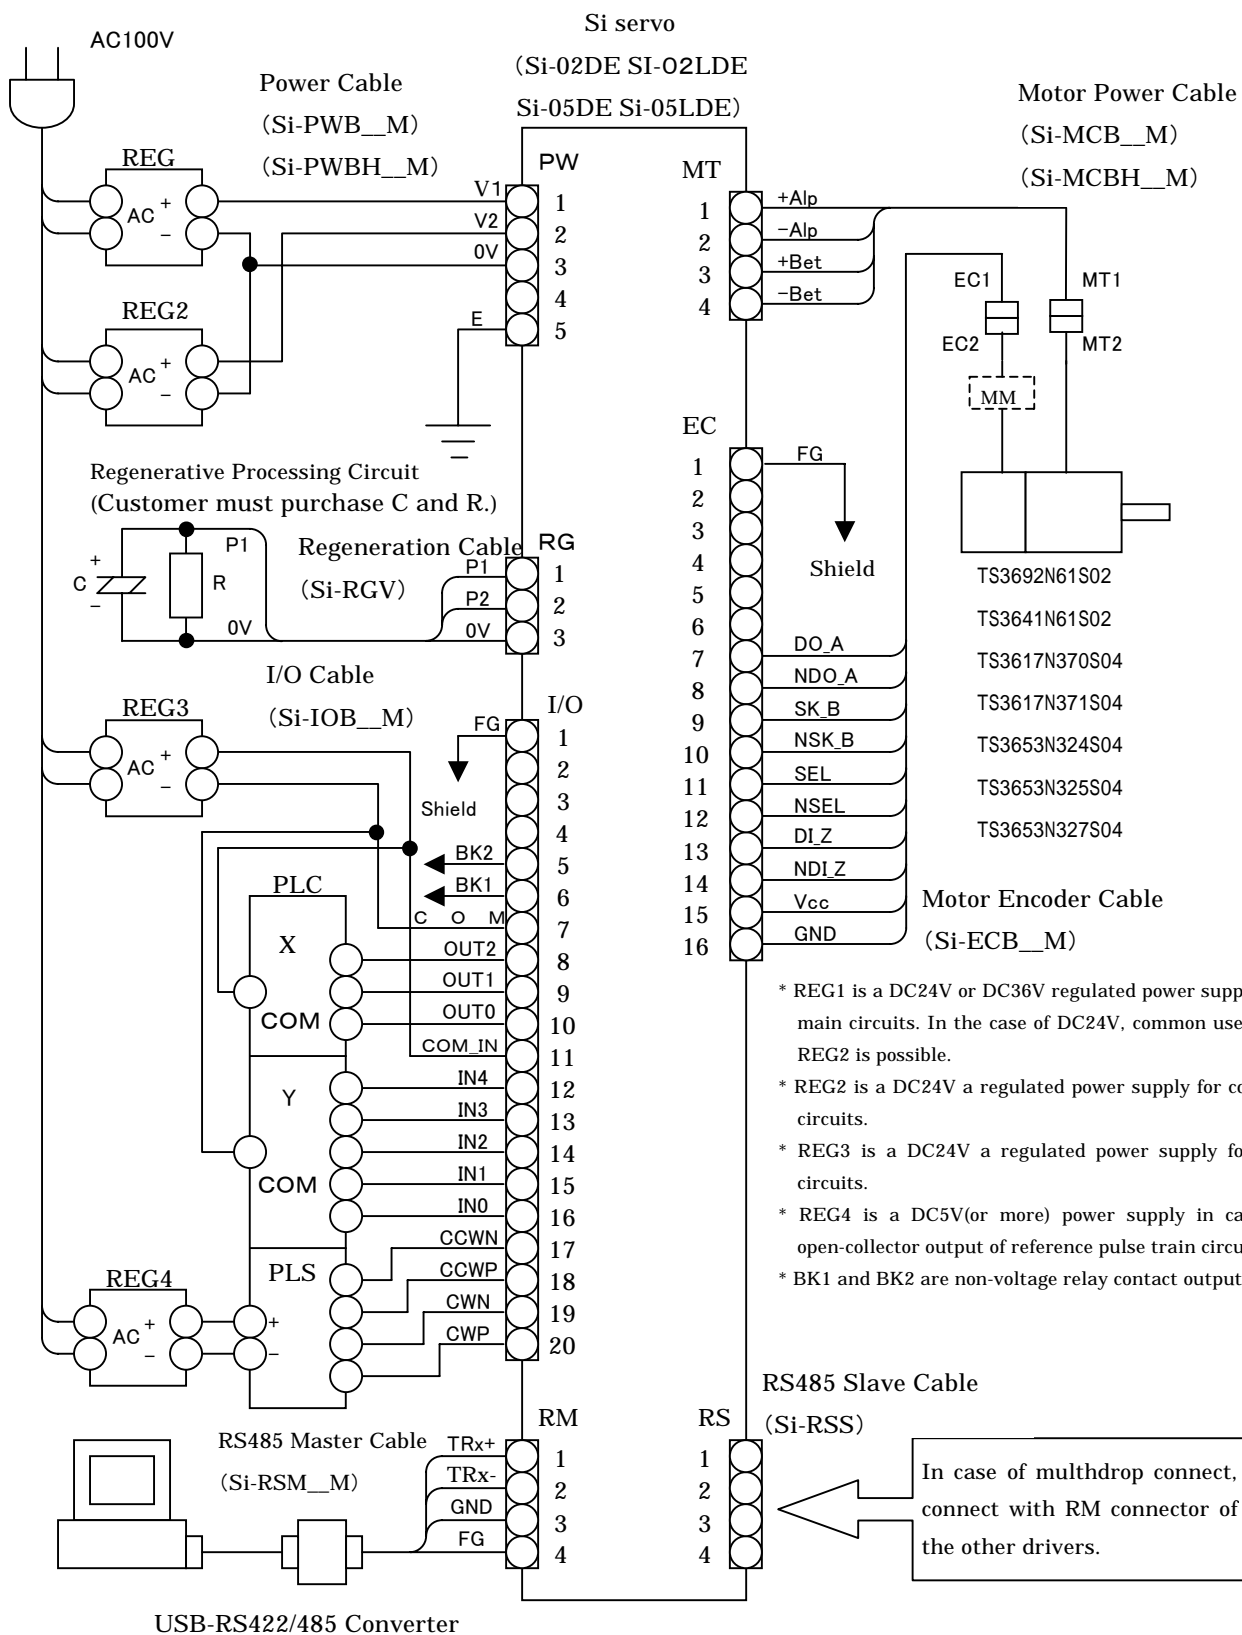 Si servo
(Si-02DE SI-02LDE
Si-05DE Si-05LDE)
AC100V
Power Cable
(Si-PWB__M)
(Si-PWBH__M)
Motor Power Cable
(Si-MCB__M)
(Si-MCBH__M)
REG
AC + −
REG2
AC + −
PW
V1 1
V2 2
0V 3
4
E 5
MT
1 +Alp
2 −Alp
3 +Bet
4 −Bet
EC1 MT1
EC2 MT2
MM
Regenerative Processing Circuit
(Customer must purchase C and R.)
Regeneration Cable
(Si-RGV)
+
C
−
R
P1
0V
RG
P1 1
P2 2
0V 3
EC
1 FG
Shield
2
3
4
5
6
7 DO_A
8 NDO_A
9 SK_B
10 NSK_B
11 SEL
12 NSEL
13 DI_Z
14 NDI_Z
15 Vcc
16 GND
TS3692N61S02
TS3641N61S02
TS3617N370S04
TS3617N371S04
TS3653N324S04
TS3653N325S04
TS3653N327S04
Motor Encoder Cable
(Si-ECB__M)
I/O Cable
(Si-IOB__M)
REG3
AC + −
I/O
FG 1
Shield
2
3
4
BK2 5
BK1 6
C O M 7
OUT2 8
OUT1 9
OUT0 10
COM_IN 11
IN4 12
IN3 13
IN2 14
IN1 15
IN0 16
CCWN 17
CCWP 18
CWN 19
CWP 20
PLC
X
COM
Y
COM
PLS
+
−
REG4
AC + −
* REG1 is a DC24V or DC36V regulated power supp
main circuits. In the case of DC24V, common use
REG2 is possible.
* REG2 is a DC24V a regulated power supply for co
circuits.
* REG3 is a DC24V a regulated power supply fo
circuits.
* REG4 is a DC5V(or more) power supply in ca
open-collector output of reference pulse train circu
* BK1 and BK2 are non-voltage relay contact output
RS485 Master Cable
(Si-RSM__M)
RM
TRx+ 1
TRx- 2
GND 3
FG 4
USB-RS422/485 Converter
RS485 Slave Cable
(Si-RSS)
RS
1
2
3
4
In case of multhdrop connect,
connect with RM connector of
the other drivers.